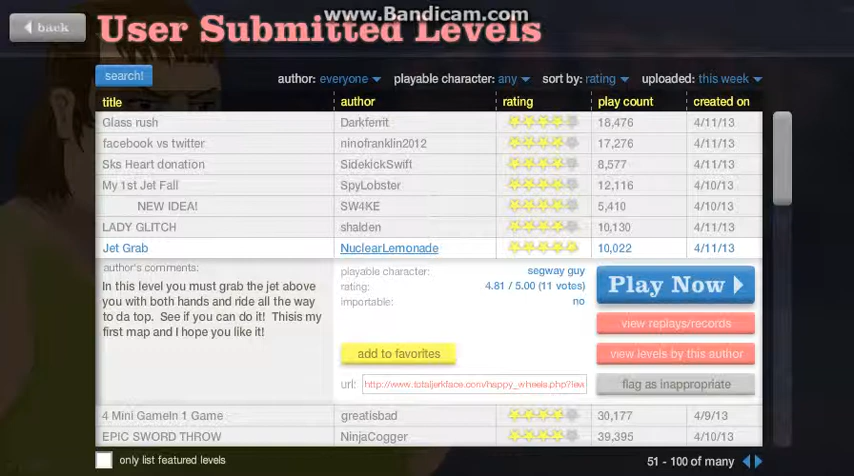 www.Bandicam.com
back
User Submitted Levels
search!
author: everyone playable character: any sort by: rating uploaded: this week
title author rating play count created on
Glass rush Darkferrit 18,476 4/11/13
facebook vs twitter ninofranklin2012 17,276 4/11/13
Sks Heart donation SidekickSwift 8,577 4/11/13
My 1st Jet Fall SpyLobster 12,116 4/10/13
NEW IDEA! SW4KE 5,410 4/10/13
LADY GLITCH shalden 10,130 4/11/13
Jet Grab NuclearLemonade 10,022 4/11/13
author's comments:
In this level you must grab the jet above
you with both hands and ride all the way
to da top. See if you can do it! Thisis my
first map and I hope you like it!
playable character: segway guy
rating: 4.81 / 5.00 (11 votes)
importable: no
add to favorites
url: http://www.totaljerkface.com/happy_wheels.php?lev
Play Now
view replays/records
view levels by this author
flag as inappropriate
4 Mini GameIn 1 Game greatisbad 30,177 4/9/13
EPIC SWORD THROW NinjaCogger 39,395 4/10/13
only list featured levels
51 - 100 of many